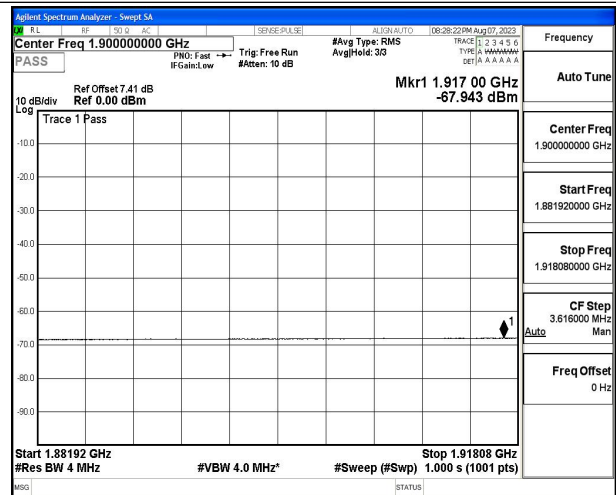 Agilent Spectrum Analyzer - Swept SA
RL RF 50 Ω AC SENSE:PULSE ALIGN AUTO 08:28:22 PM Aug 07, 2023
Center Freq 1.900000000 GHz
PNO: Fast
IFGain:Low
Trig: Free Run
#Atten: 10 dB
#Avg Type: RMS
Avg|Hold: 3/3
TRACE 1 2 3 4 5 6
TYPE A WWWWW
DET A A A A A A
PASS
Frequency
Auto Tune
Mkr1 1.917 00 GHz
-67.943 dBm
Ref Offset 7.41 dB
10 dB/div Ref 0.00 dBm
Log
Trace 1 Pass
-10.0
-20.0
-30.0
-40.0
-50.0
-60.0
-70.0
-80.0
-90.0
1
Center Freq
1.900000000 GHz
Start Freq
1.881920000 GHz
Stop Freq
1.918080000 GHz
CF Step
3.616000 MHz
Auto Man
Freq Offset
0 Hz
Start 1.88192 GHz Stop 1.91808 GHz
#Res BW 4 MHz #VBW 4.0 MHz* #Sweep (#Swp) 1.000 s (1001 pts)
MSG STATUS